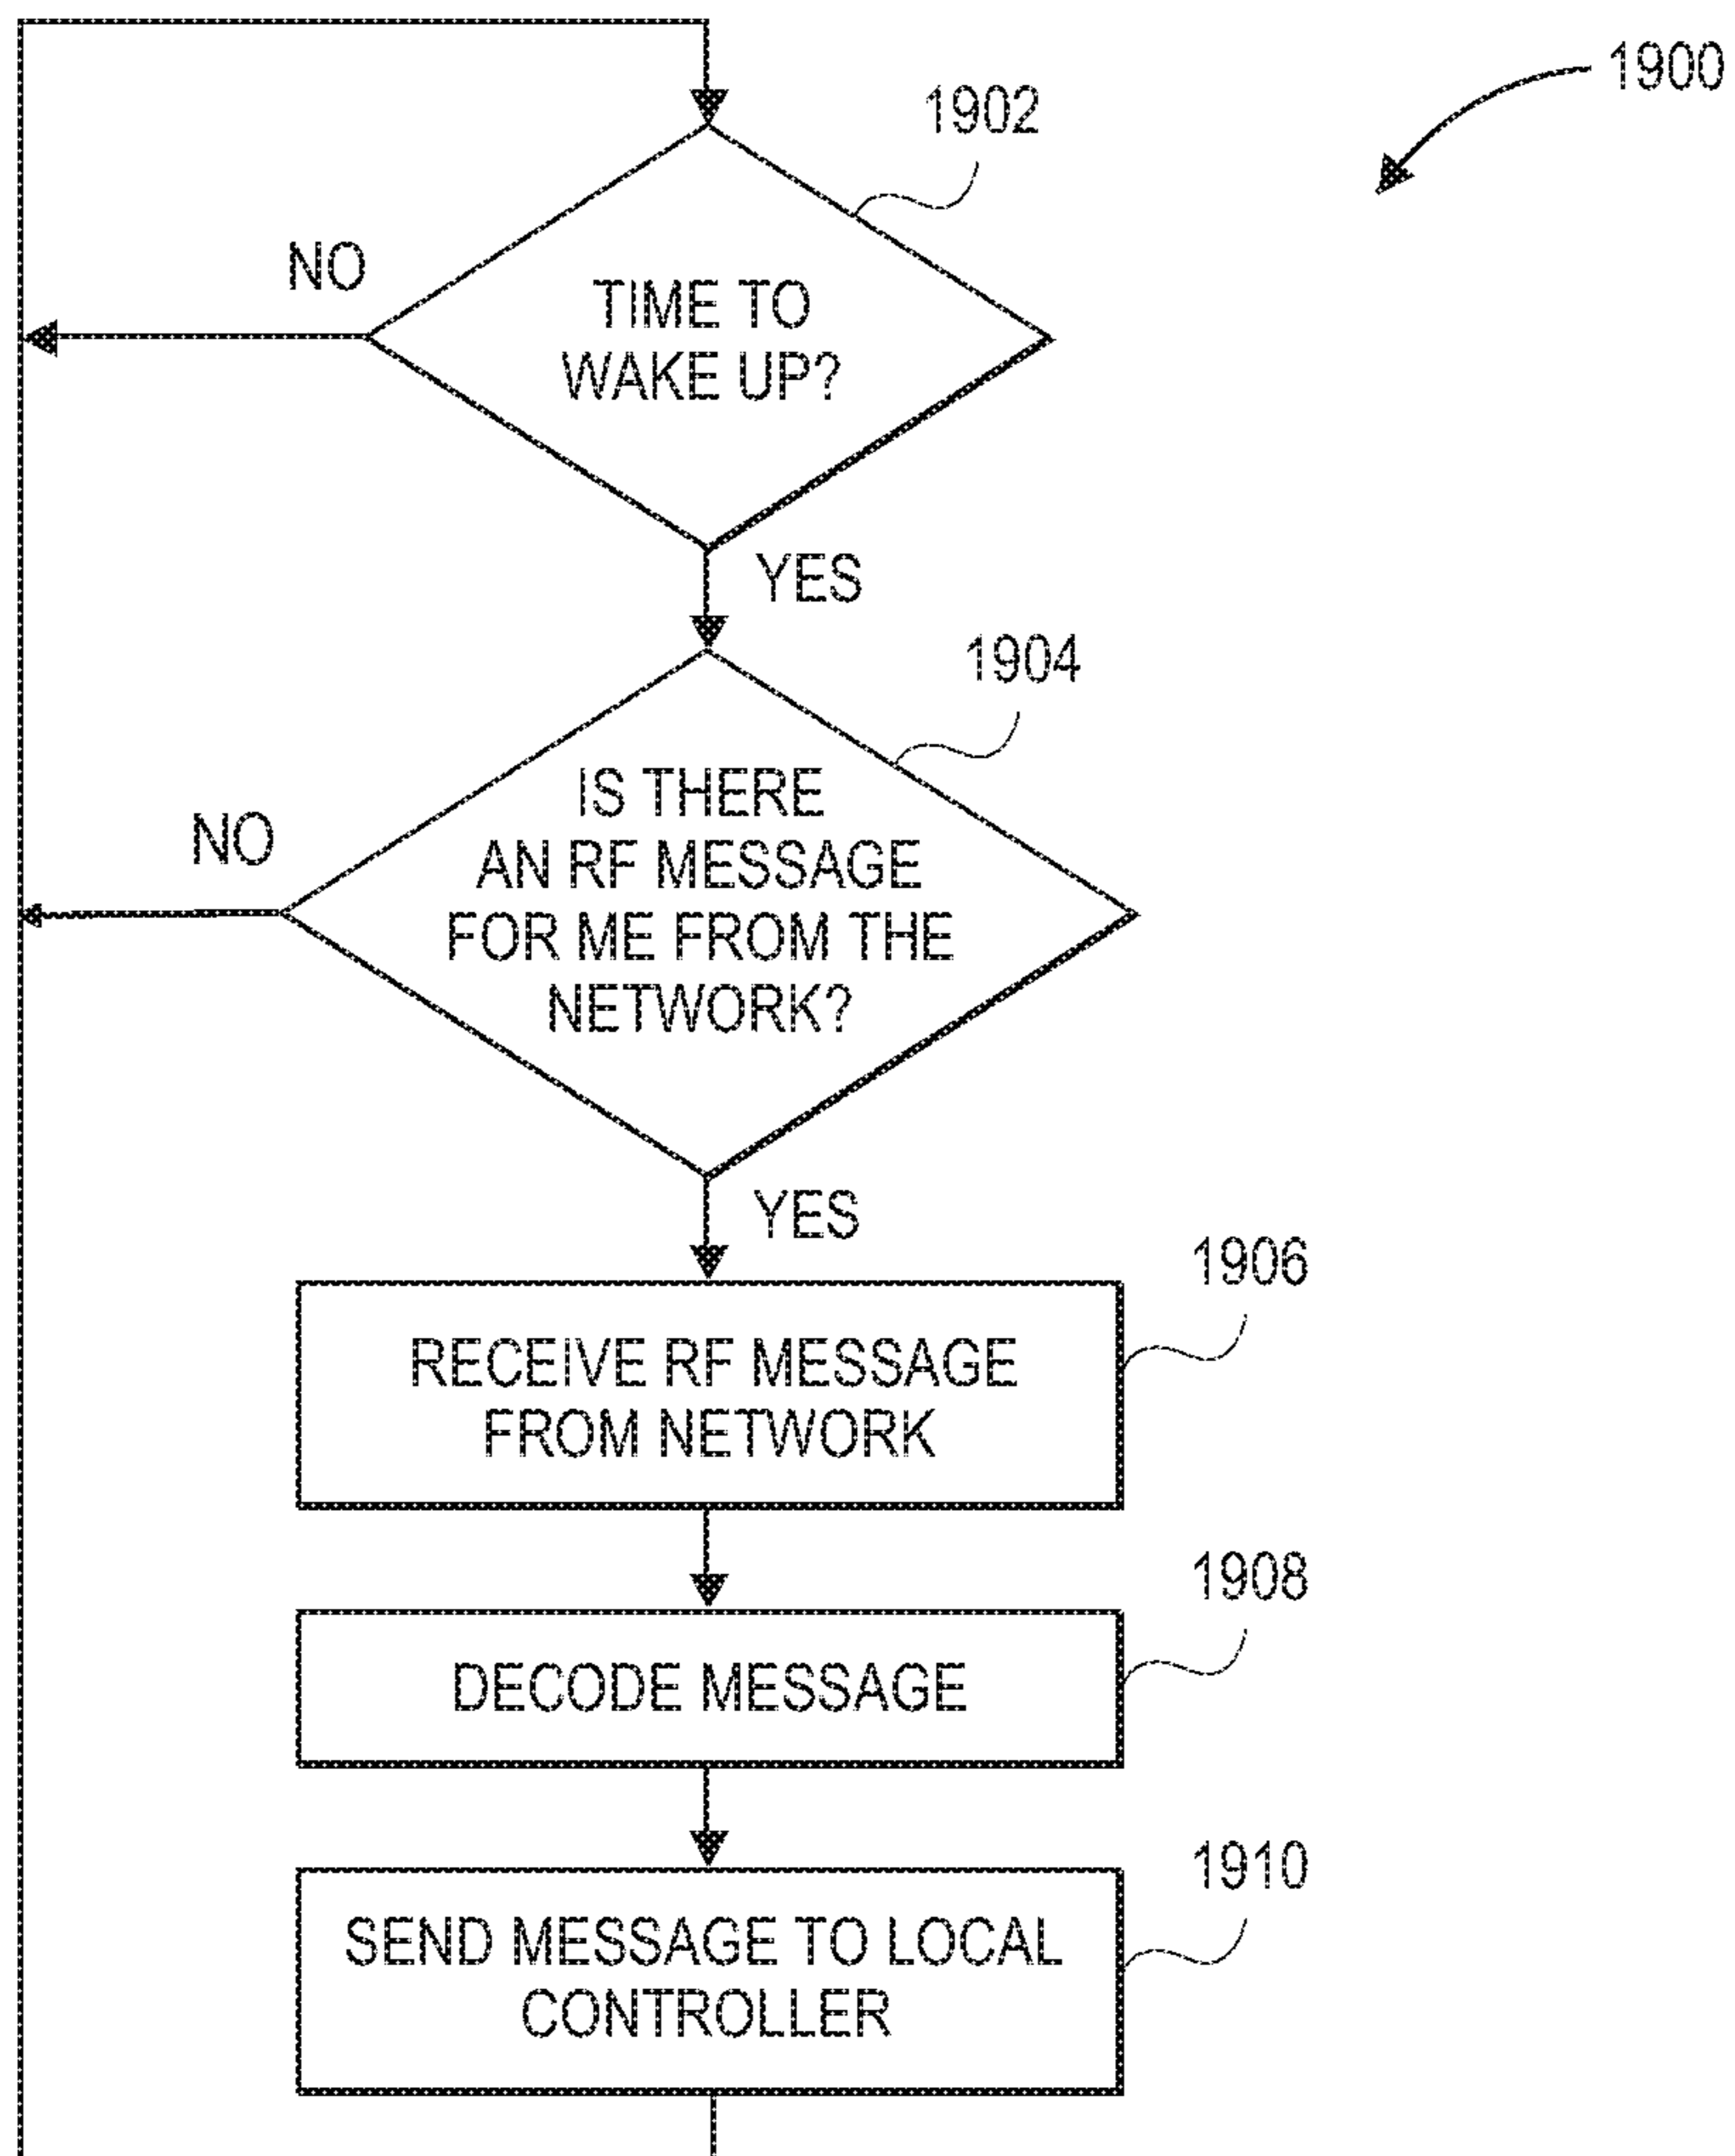 1900
1902
NO
TIME TO
WAKE UP?
YES
1904
NO
IS THERE
AN RF MESSAGE
FOR ME FROM THE
NETWORK?
YES
1906
RECEIVE RF MESSAGE
FROM NETWORK
1908
DECODE MESSAGE
1910
SEND MESSAGE TO LOCAL
CONTROLLER